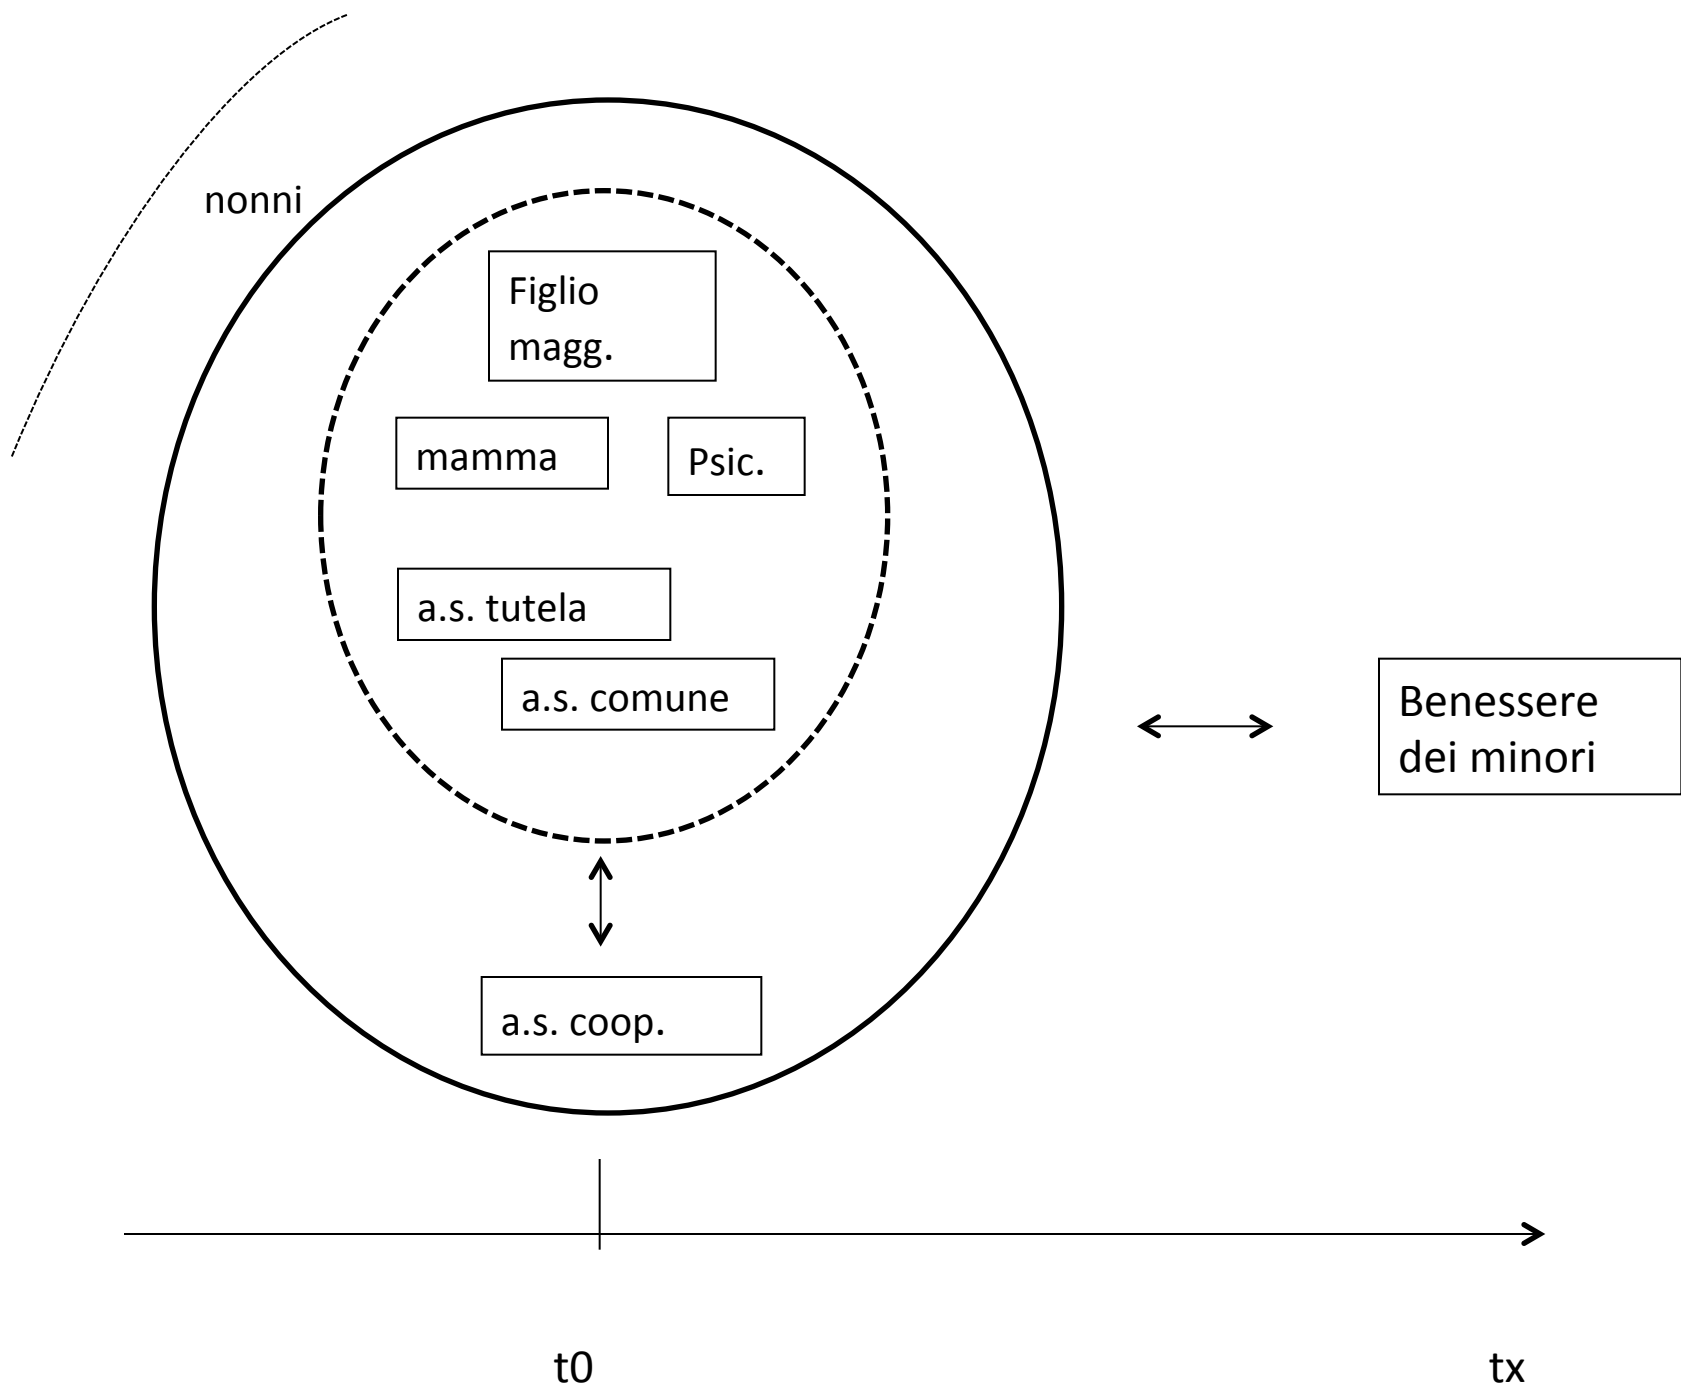 nonni
Figlio
magg.
mamma
Psic.
a.s. tutela
a.s. comune
Benessere
dei minori
a.s. coop.
t0
tx